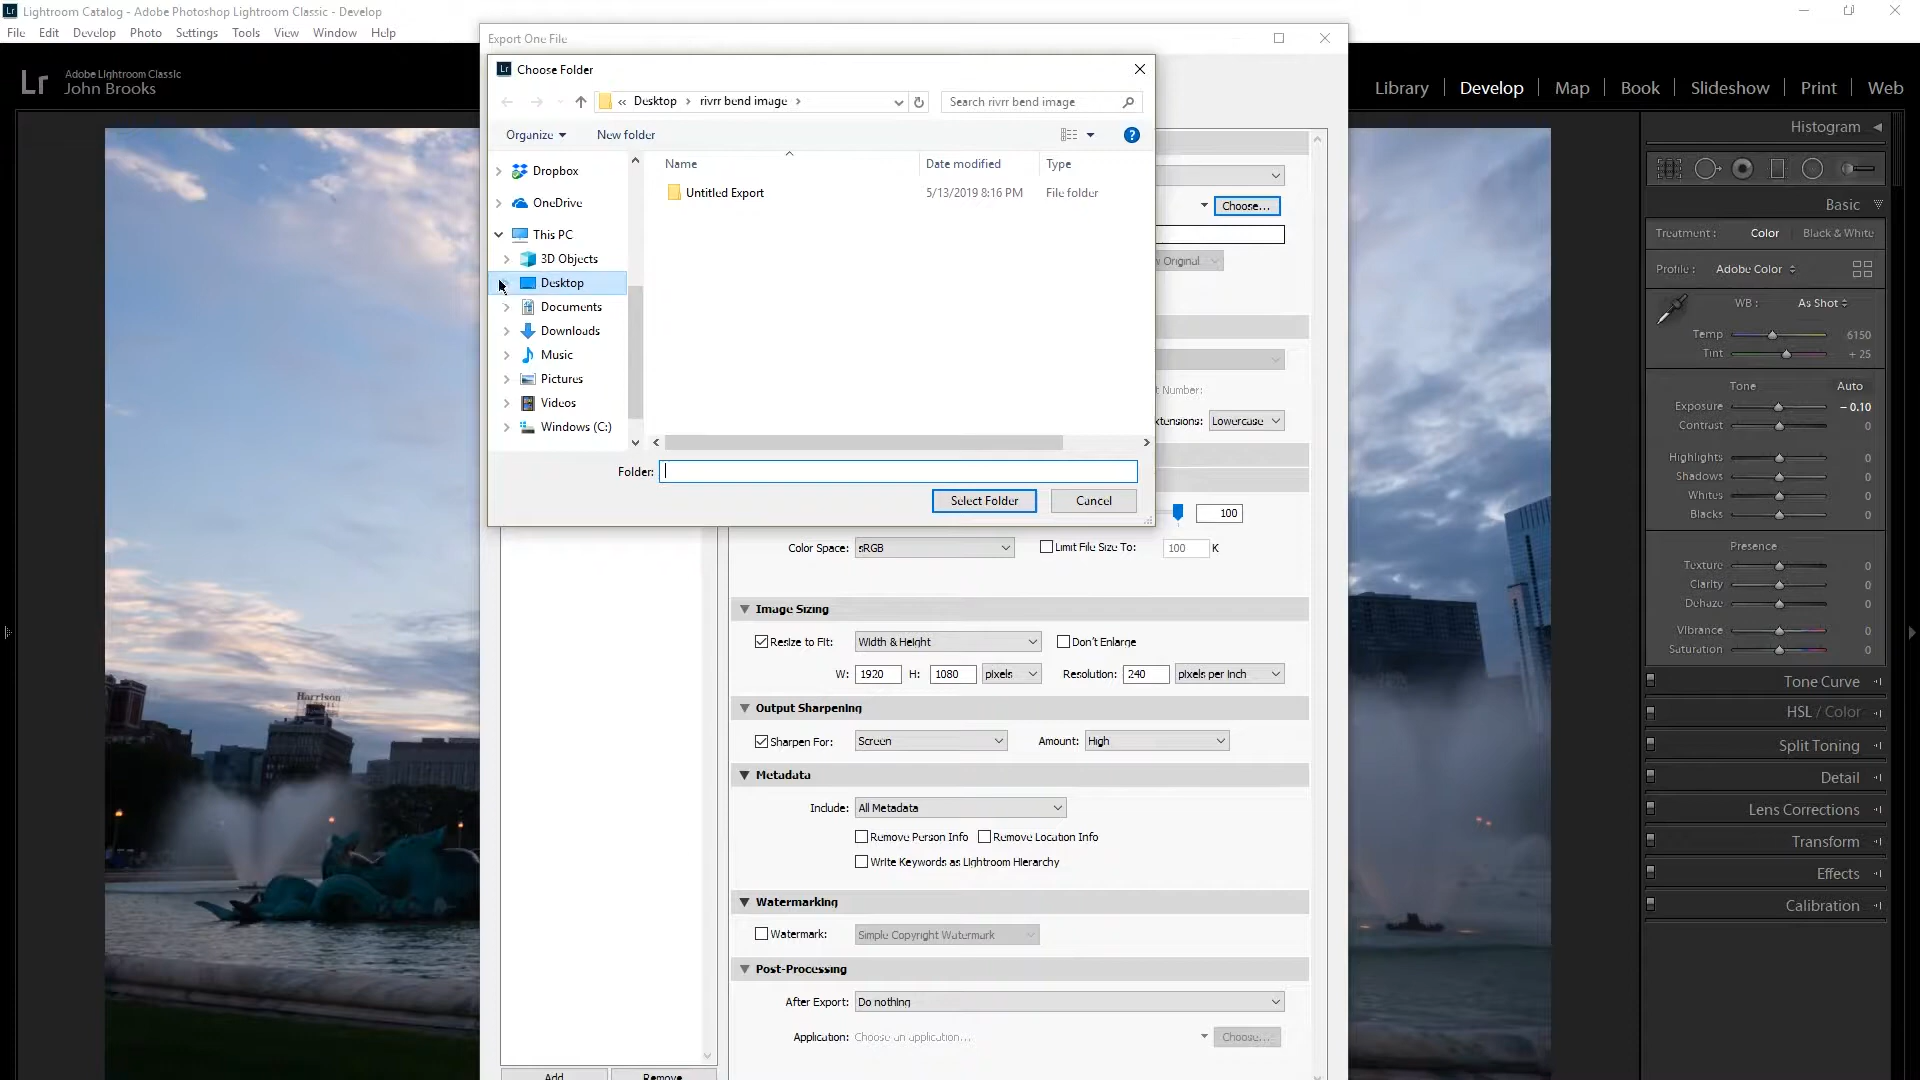 Lightroom Catalog - Adobe Photoshop Lightroom Classic - Develop
File Edit Develop Photo Settings Tools View Window Help
Lr Adobe Lightroom Classic
John Brooks
Library | Develop | Map | Book | Slideshow | Print | Web
Export One File
Choose Folder
« Desktop › rivrr bend image ›
Search rivrr bend image
Organize
New folder
Name Date modified Type
Dropbox
OneDrive
This PC
3D Objects
Desktop
Documents
Downloads
Music
Pictures
Videos
Windows (C:)
Untitled Export 5/13/2019 8:16 PM File folder
Folder:
Select Folder Cancel
Choose...
Original
Number:
Lowercase
100
Color Space: sRGB Limit File Size To: 100 K
Image Sizing
Resize to Fit: Width & Height Don't Enlarge
W: 1920 H: 1080 pixels Resolution: 240 pixels per inch
Output Sharpening
Sharpen For: Screen Amount: High
Metadata
Include: All Metadata
Remove Person Info Remove Location Info
Write Keywords as Lightroom Hierarchy
Watermarking
Watermark: Simple Copyright Watermark
Post-Processing
After Export: Do nothing
Application: Choose an application... Choose...
Add Remove
Harrison
Histogram
Basic
Treatment : Color Black & White
Profile : Adobe Color
WB : As Shot
Temp 6150
Tint + 25
Tone Auto
Exposure – 0.10
Contrast 0
Highlights 0
Shadows 0
Whites 0
Blacks 0
Presence
Texture 0
Clarity 0
Dehaze 0
Vibrance 0
Saturation 0
Tone Curve
HSL / Color
Split Toning
Detail
Lens Corrections
Transform
Effects
Calibration